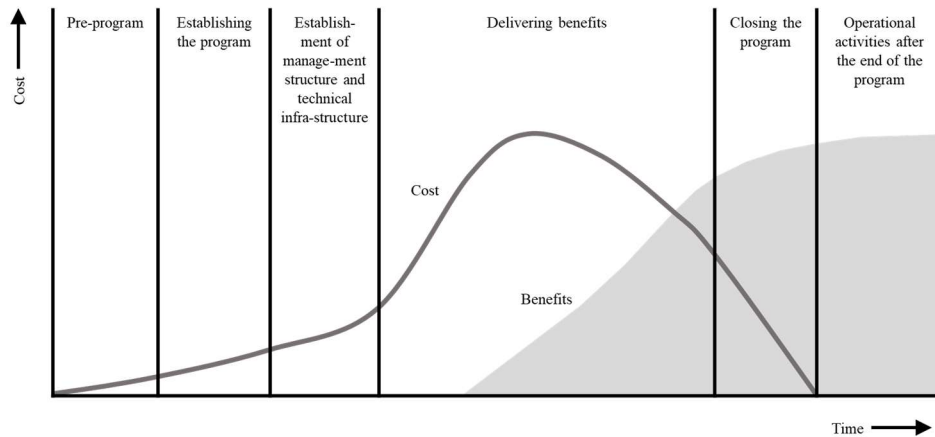 Cost
Pre-program
Establishing
the program
Establish-
ment of
manage-ment
structure and
technical
infra-structure
Delivering benefits
Closing the
program
Operational
activities after
the end of the
program
Cost
Benefits
Time